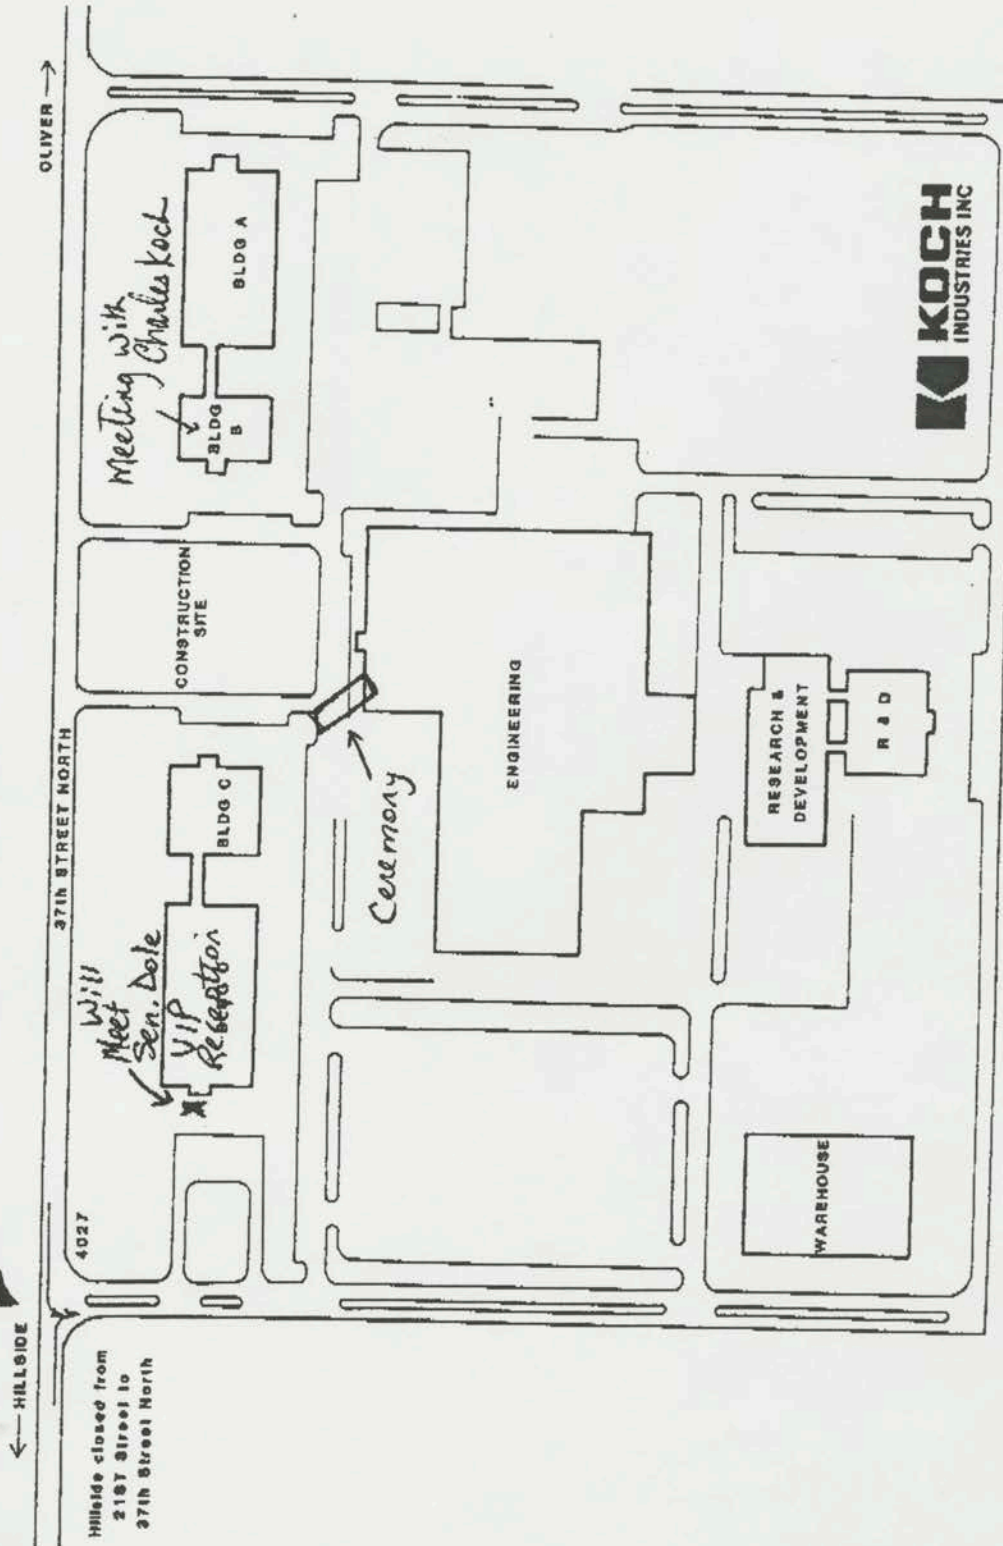 ← HILLSIDE
OLIVER →
37th STREET NORTH
4027
Hillside closed from
21ST Street to
37th Street North
Will
Meet
Sen. Dole
VIP
Reception
BLDG C
CONSTRUCTION
SITE
Meeting with
Charles Koch
BLDG
B
BLDG A
Ceremony
ENGINEERING
WAREHOUSE
RESEARCH &
DEVELOPMENT
R & D
KOCH
INDUSTRIES INC